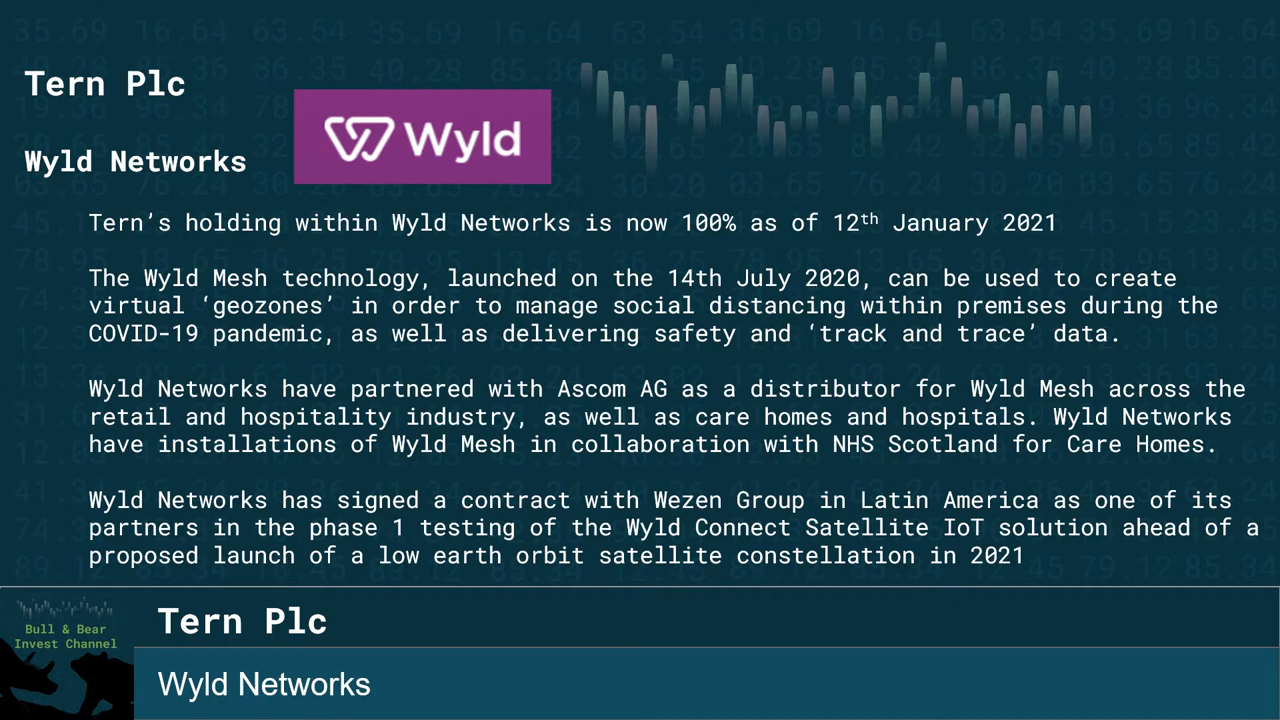 Tern Plc
Wyld
Wyld Networks
Tern’s holding within Wyld Networks is now 100% as of 12th January 2021
The Wyld Mesh technology, launched on the 14th July 2020, can be used to create
virtual ‘geozones’ in order to manage social distancing within premises during the
COVID-19 pandemic, as well as delivering safety and ‘track and trace’ data.
Wyld Networks have partnered with Ascom AG as a distributor for Wyld Mesh across the
retail and hospitality industry, as well as care homes and hospitals. Wyld Networks
have installations of Wyld Mesh in collaboration with NHS Scotland for Care Homes.
Wyld Networks has signed a contract with Wezen Group in Latin America as one of its
partners in the phase 1 testing of the Wyld Connect Satellite IoT solution ahead of a
proposed launch of a low earth orbit satellite constellation in 2021
Bull & Bear
Invest Channel
Tern Plc
Wyld Networks